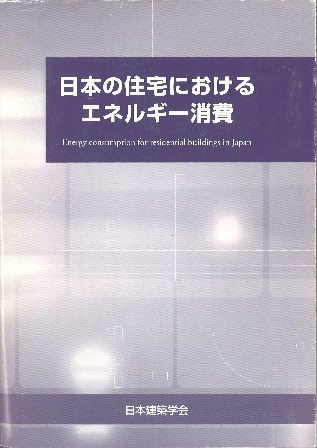 日本の住宅における
エネルギー消費
Energy consumption for residential buildings in Japan
日本建築学会